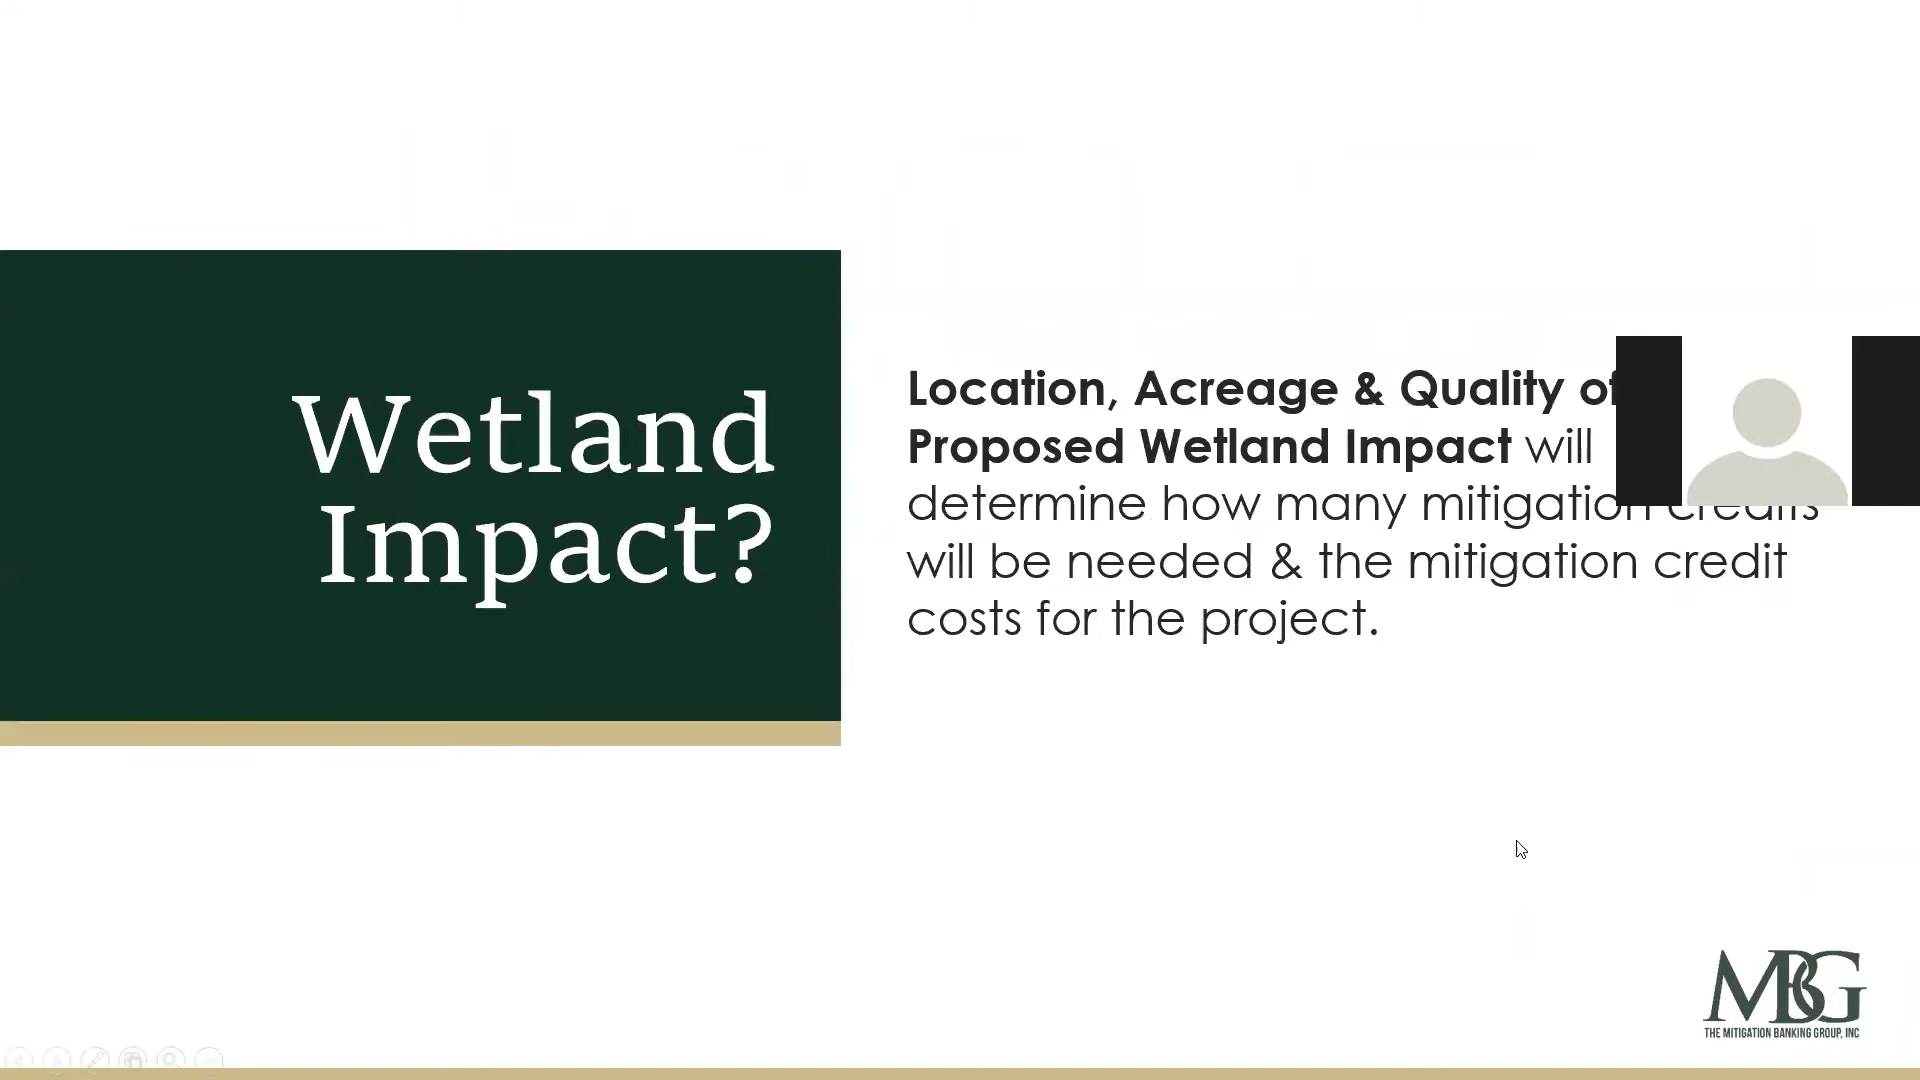 Wetland
Impact?
Location, Acreage & Quality of
Proposed Wetland Impact will
determine how many mitigation credits
will be needed & the mitigation credit
costs for the project.
MBG
THE MITIGATION BANKING GROUP, INC